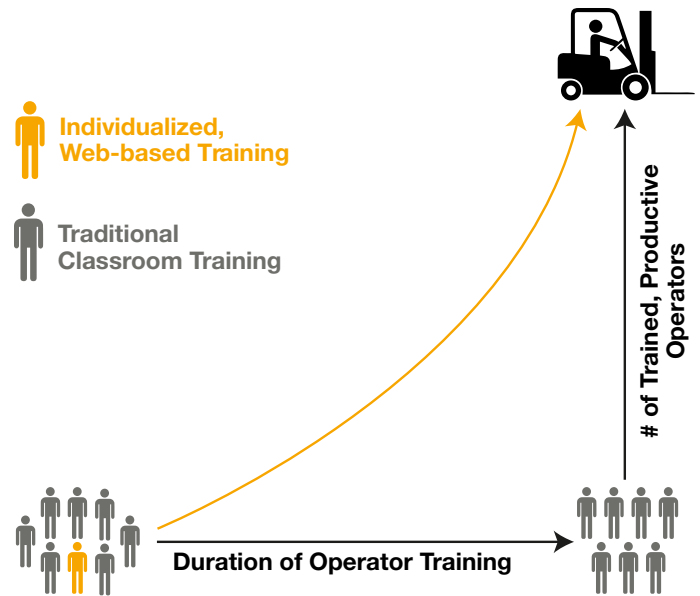 Individualized,
Web-based Training
Traditional
Classroom Training
# of Trained, Productive
Operators
Duration of Operator Training